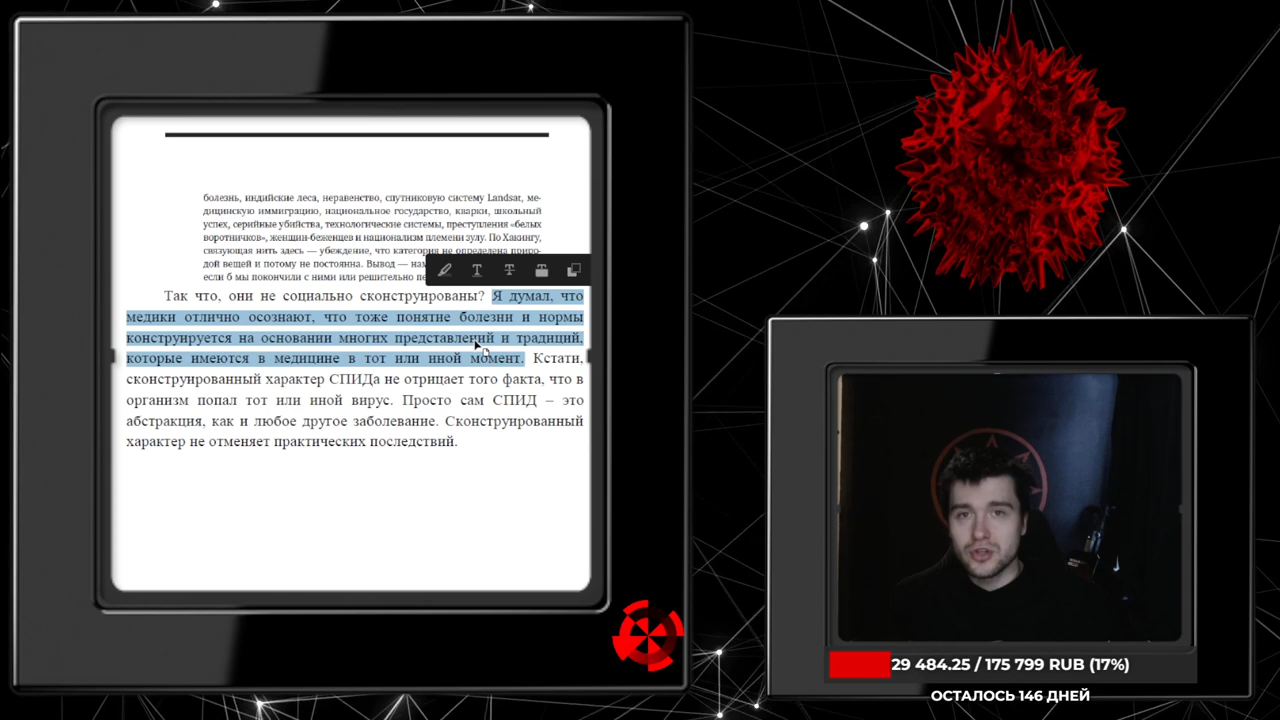 болезнь, индийские леса, неравенство, спутниковую систему Landsat, ме-
дицинскую иммиграцию, национальное государство, кварки, школьный
успех, серийные убийства, технологические системы, преступления «белых
воротничков», женщин-беженцев и национализм племени зулу. По Хакингу,
связующая нить здесь — убеждение, что категория не определена приро-
дой вещей и потому не постоянна. Вывод — нам
если б мы покончили с ними или решительно
Так что, они не социально сконструированы? Я думал, что
медики отлично осознают, что тоже понятие болезни и нормы
конструируется на основании многих представлений и традиций,
которые имеются в медицине в тот или иной момент. Кстати,
сконструированный характер СПИДа не отрицает того факта, что в
организм попал тот или иной вирус. Просто сам СПИД – это
абстракция, как и любое другое заболевание. Сконструированный
характер не отменяет практических последствий.
29 484.25 / 175 799 RUB (17%)
ОСТАЛОСЬ 146 ДНЕЙ